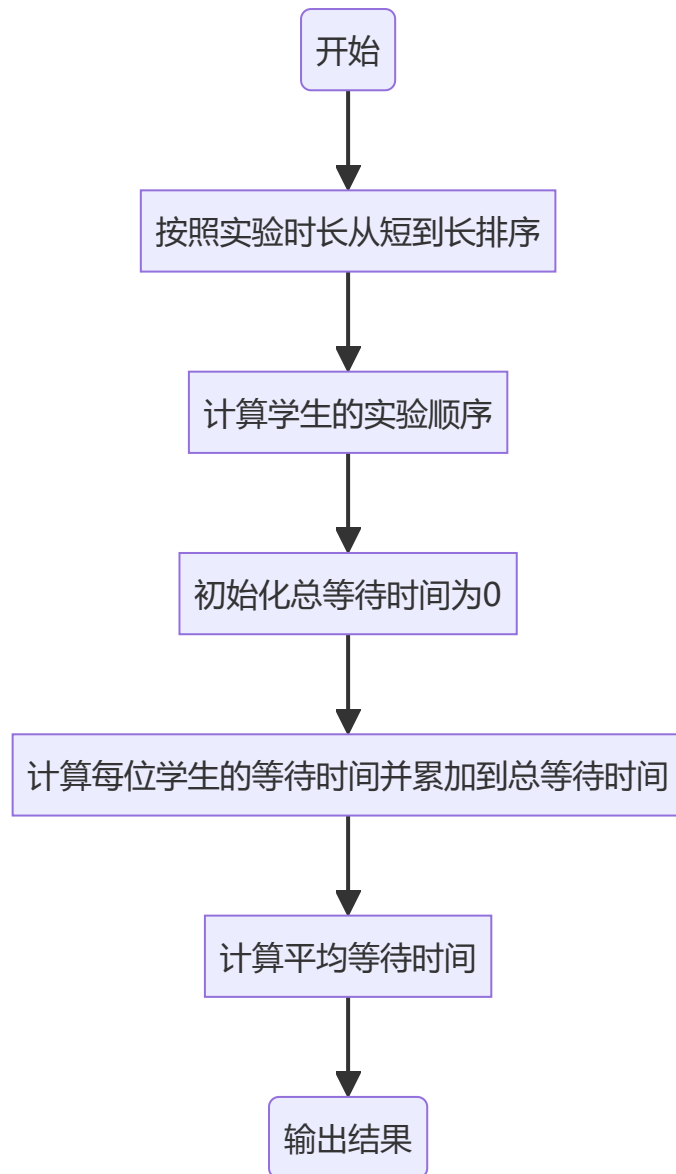 开始
按照实验时长从短到长排序
计算学生的实验顺序
初始化总等待时间为0
计算每位学生的等待时间并累加到总等待时间
计算平均等待时间
输出结果